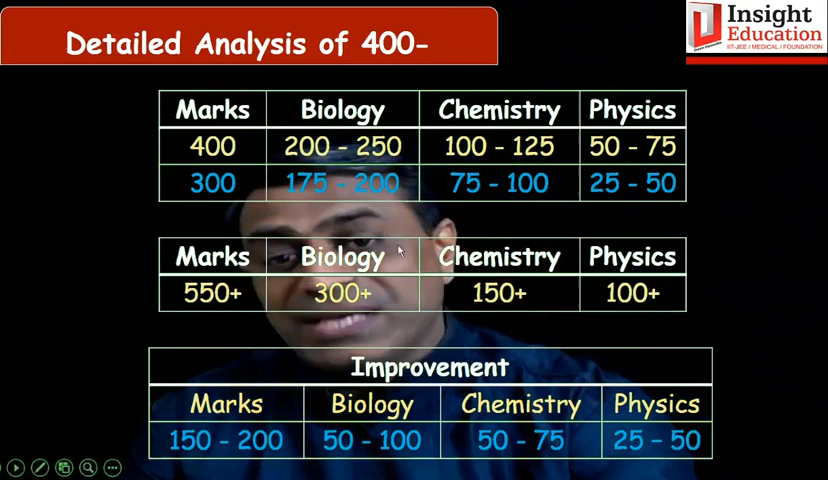 Detailed Analysis of 400-
Insight
Education
IIT-JEE / MEDICAL / FOUNDATION
Marks Biology Chemistry Physics
400 200 - 250 100 - 125 50 - 75
300 175 - 200 75 - 100 25 - 50
Marks Biology Chemistry Physics
550+ 300+ 150+ 100+
Improvement
Marks Biology Chemistry Physics
150 - 200 50 - 100 50 - 75 25 - 50